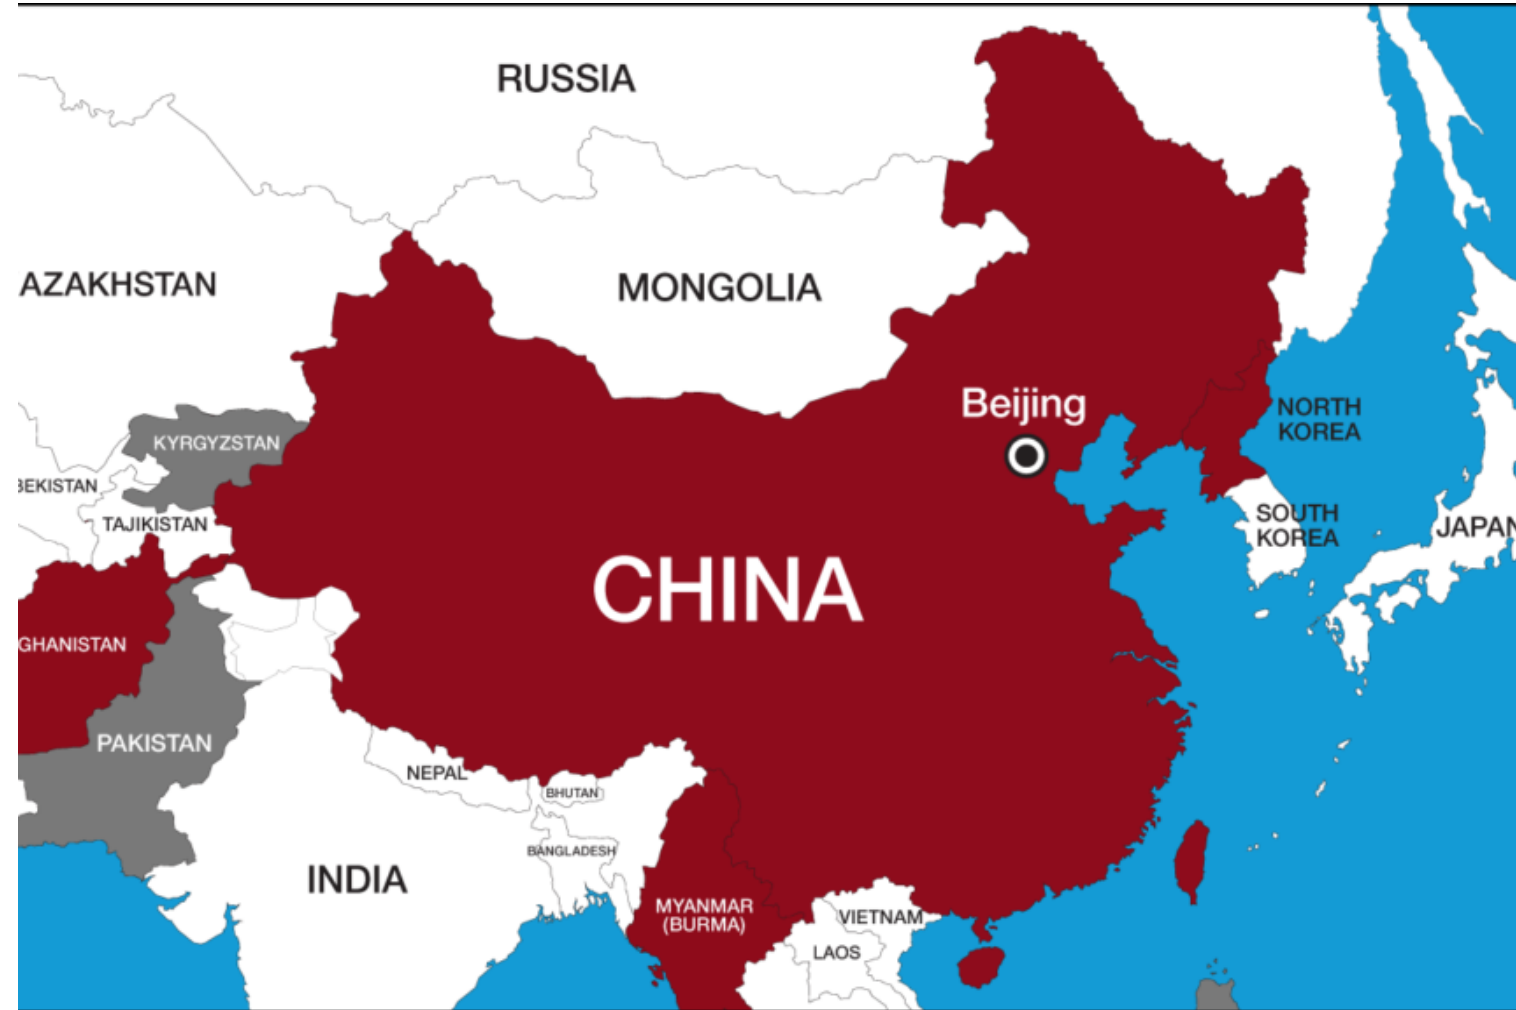 RUSSIA
AZAKHSTAN
MONGOLIA
Beijing
NORTH
KOREA
KYRGYZSTAN
BEKISTAN
TAJIKISTAN
SOUTH
KOREA
JAPAN
CHINA
GHANISTAN
PAKISTAN
NEPAL
BHUTAN
BANGLADESH
INDIA
MYANMAR
(BURMA)
VIETNAM
LAOS